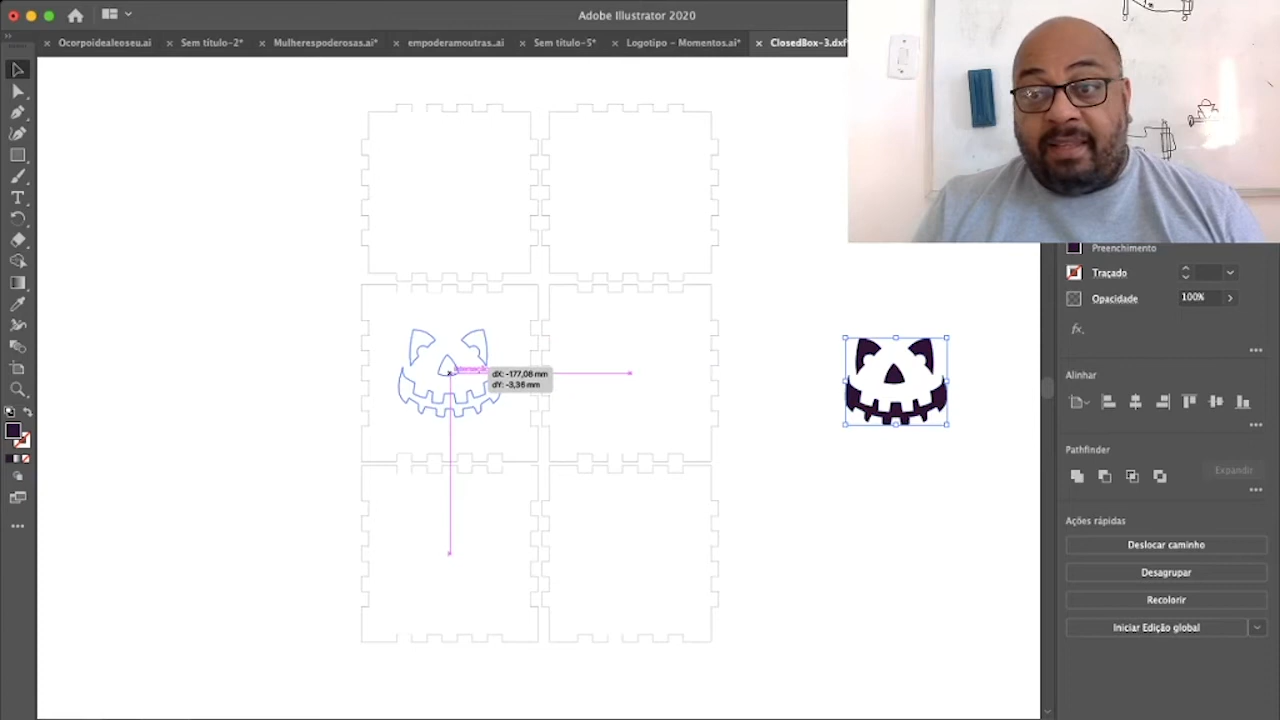 Adobe Illustrator 2020
Ocorpoidealeoseu.ai
Sem título-2*
Mulherespoderosas.ai*
empoderamoutras..ai
Sem título-5*
Logotipo – Momentos.ai*
ClosedBox-3.dxf*
Preenchimento
Traçado
Opacidade
100%
fx.
Alinhar
dX: -177,08 mm
dY: -3,36 mm
Pathfinder
Expandir
Ações rápidas
Deslocar caminho
Desagrupar
Recolorir
Iniciar Edição global